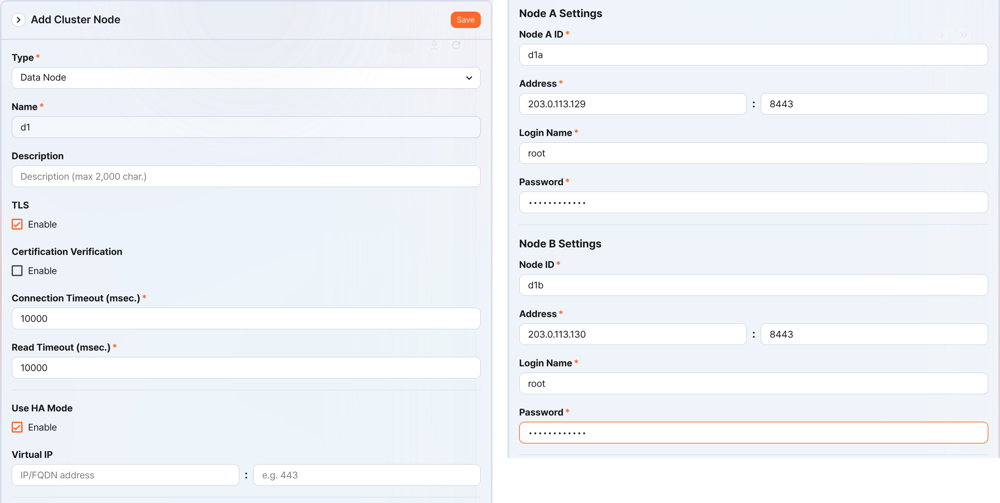 Add Cluster Node
Save
Type *
Data Node
Name *
d1
Description
Description (max 2,000 char.)
TLS
Enable
Certification Verification
Enable
Connection Timeout (msec.) *
10000
Read Timeout (msec.) *
10000
Use HA Mode
Enable
Virtual IP
IP/FQDN address : e.g. 443
Node A Settings
Node A ID *
d1a
Address *
203.0.113.129 : 8443
Login Name *
root
Password *
••••••••••••
Node B Settings
Node ID *
d1b
Address *
203.0.113.130 : 8443
Login Name *
root
Password *
••••••••••••